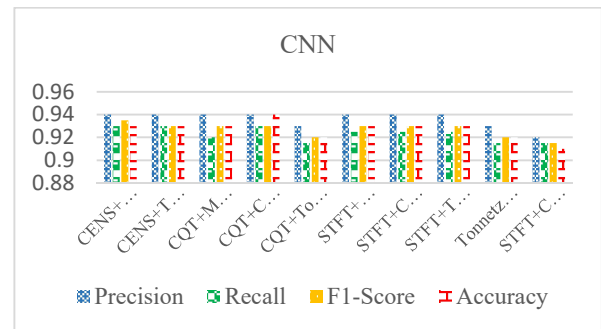 CNN
0.96
0.94
0.92
0.9
0.88
CENS+...
CENS+T...
CQT+M...
CQT+C...
CQT+To...
STFT+...
STFT+C...
STFT+T...
Tonnetz...
STFT+C...
Precision Recall F1-Score Accuracy